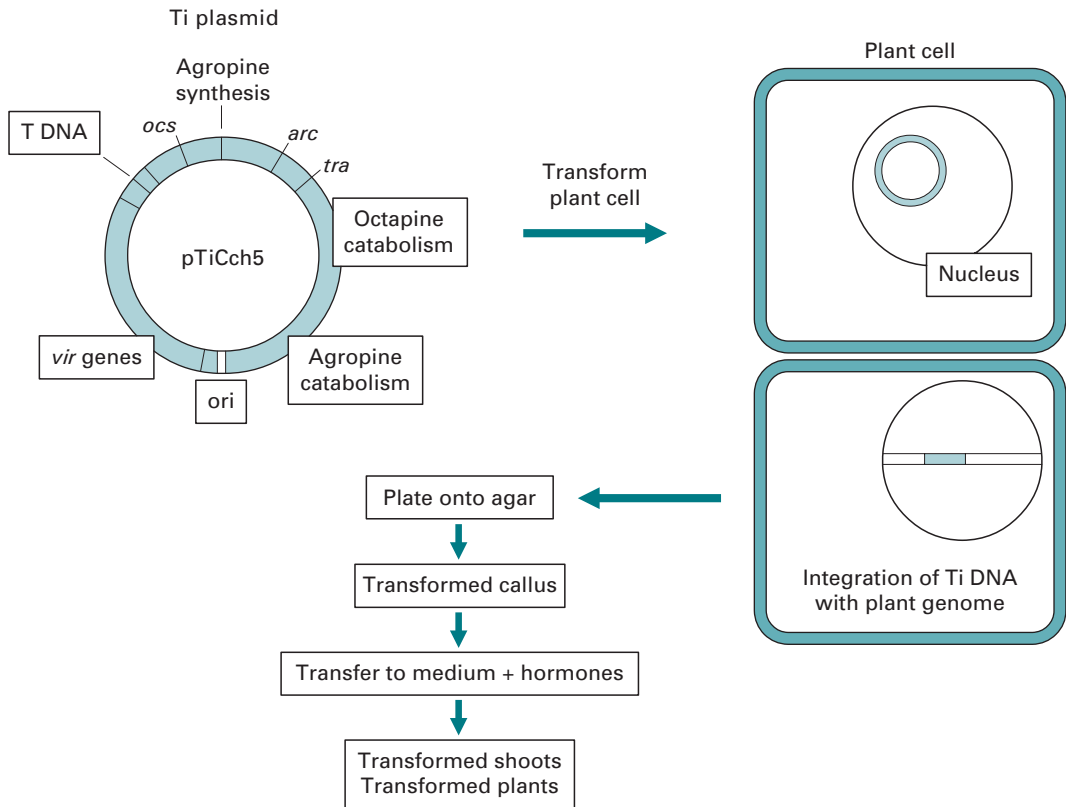 Ti plasmid
Agropine
synthesis
T DNA
ocs
arc
tra
Octapine
catabolism
pTiCch5
vir genes
ori
Agropine
catabolism
Transform
plant cell
Plant cell
Nucleus
Integration of Ti DNA
with plant genome
Plate onto agar
Transformed callus
Transfer to medium + hormones
Transformed shoots
Transformed plants